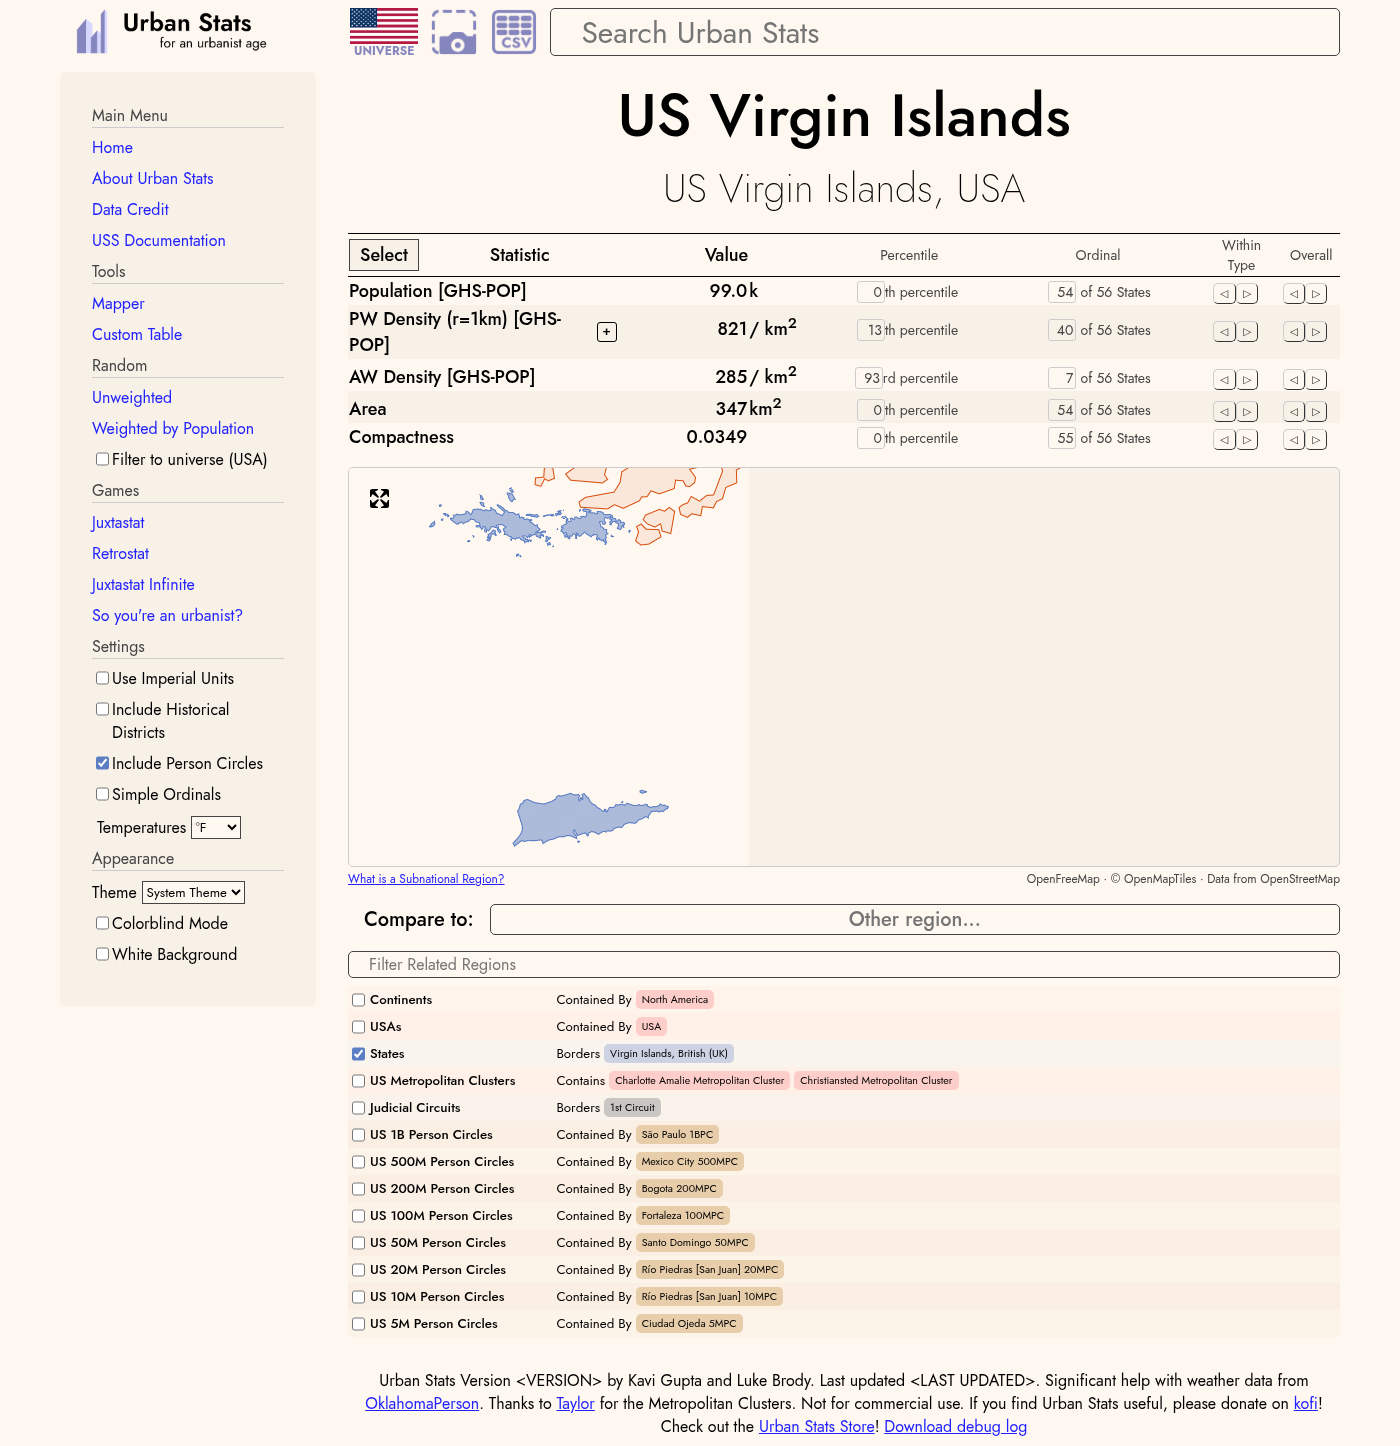 Urban Stats
for an urbanist age
UNIVERSE
CSV
Search Urban Stats
Main Menu
Home
About Urban Stats
Data Credit
USS Documentation
Tools
Mapper
Custom Table
Random
Unweighted
Weighted by Population
Filter to universe (USA)
Games
Juxtastat
Retrostat
Juxtastat Infinite
So you're an urbanist?
Settings
Use Imperial Units
Include Historical
Districts
Include Person Circles
Simple Ordinals
Temperatures °F
Appearance
Theme System Theme
Colorblind Mode
White Background
US Virgin Islands
US Virgin Islands, USA
Select Statistic Value Percentile Ordinal Within Type Overall
Population [GHS-POP] 99.0k 0th percentile 54 of 56 States
PW Density (r=1km) [GHS-
POP] + 821/ km² 13th percentile 40 of 56 States
AW Density [GHS-POP] 285/ km² 93rd percentile 7 of 56 States
Area 347km² 0th percentile 54 of 56 States
Compactness 0.0349 0th percentile 55 of 56 States
What is a Subnational Region? OpenFreeMap · © OpenMapTiles · Data from OpenStreetMap
Compare to: Other region...
Filter Related Regions
Continents Contained By North America
USAs Contained By USA
States Borders Virgin Islands, British (UK)
US Metropolitan Clusters Contains Charlotte Amalie Metropolitan Cluster Christiansted Metropolitan Cluster
Judicial Circuits Borders 1st Circuit
US 1B Person Circles Contained By São Paulo 1BPC
US 500M Person Circles Contained By Mexico City 500MPC
US 200M Person Circles Contained By Bogota 200MPC
US 100M Person Circles Contained By Fortaleza 100MPC
US 50M Person Circles Contained By Santo Domingo 50MPC
US 20M Person Circles Contained By Río Piedras [San Juan] 20MPC
US 10M Person Circles Contained By Río Piedras [San Juan] 10MPC
US 5M Person Circles Contained By Ciudad Ojeda 5MPC
Urban Stats Version <VERSION> by Kavi Gupta and Luke Brody. Last updated <LAST UPDATED>. Significant help with weather data from
OklahomaPerson. Thanks to Taylor for the Metropolitan Clusters. Not for commercial use. If you find Urban Stats useful, please donate on kofi!
Check out the Urban Stats Store! Download debug log